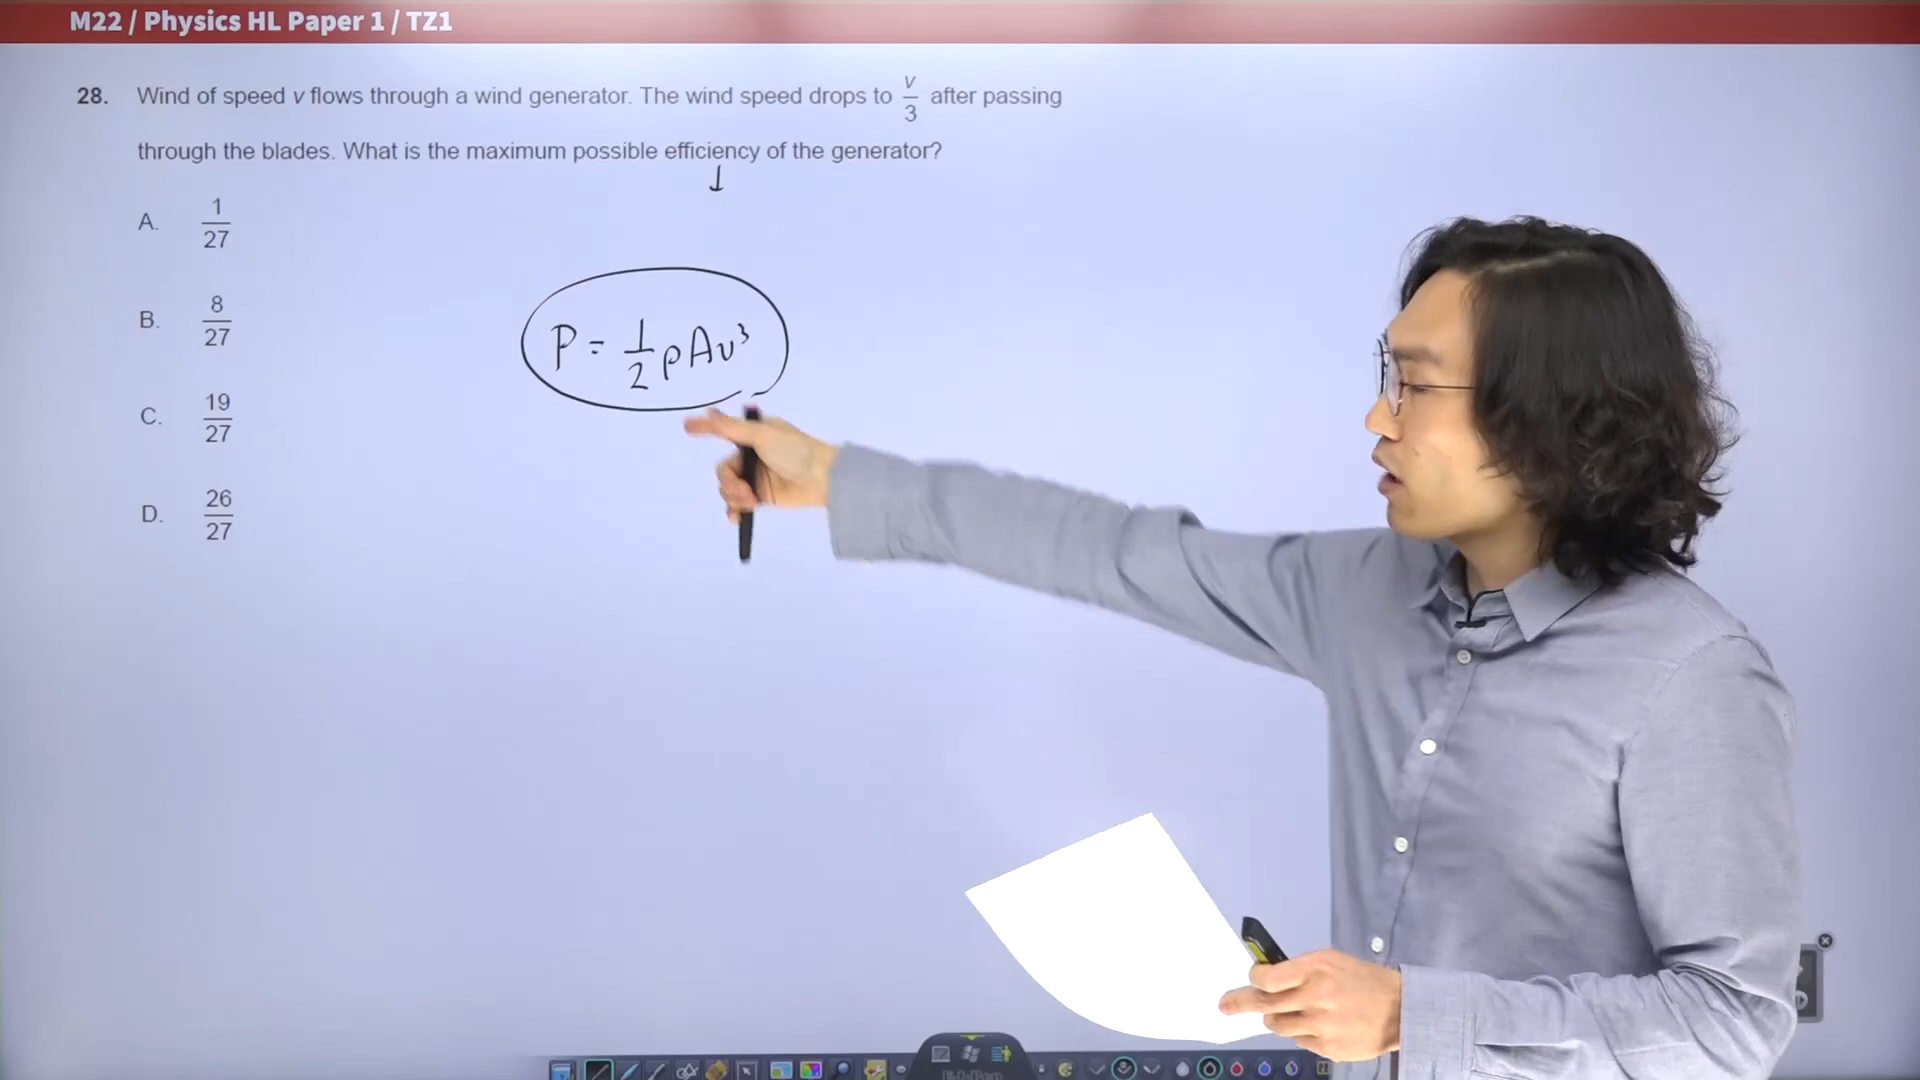 M22 / Physics HL Paper 1 / TZ1
28. Wind of speed v flows through a wind generator. The wind speed drops to v/3 after passing
through the blades. What is the maximum possible efficiency of the generator?
A. 1/27
B. 8/27
C. 19/27
D. 26/27
P = 1/2 ρAv³